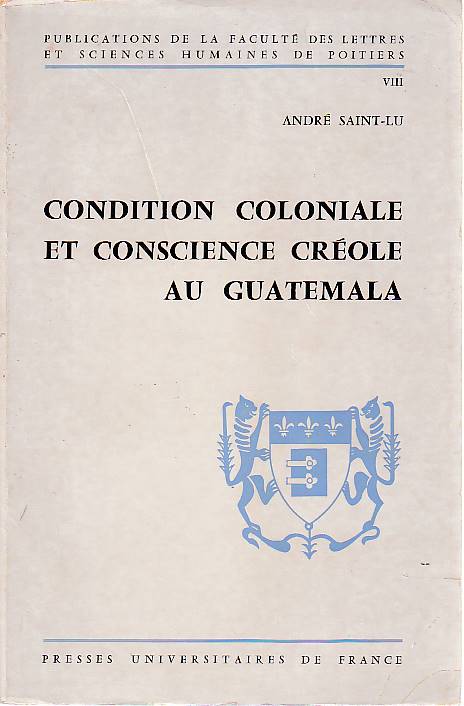 PUBLICATIONS DE LA FACULTÉ DES LETTRES
ET SCIENCES HUMAINES DE POITIERS
VIII
ANDRÉ SAINT-LU
CONDITION COLONIALE
ET CONSCIENCE CRÉOLE
AU GUATEMALA
PRESSES UNIVERSITAIRES DE FRANCE